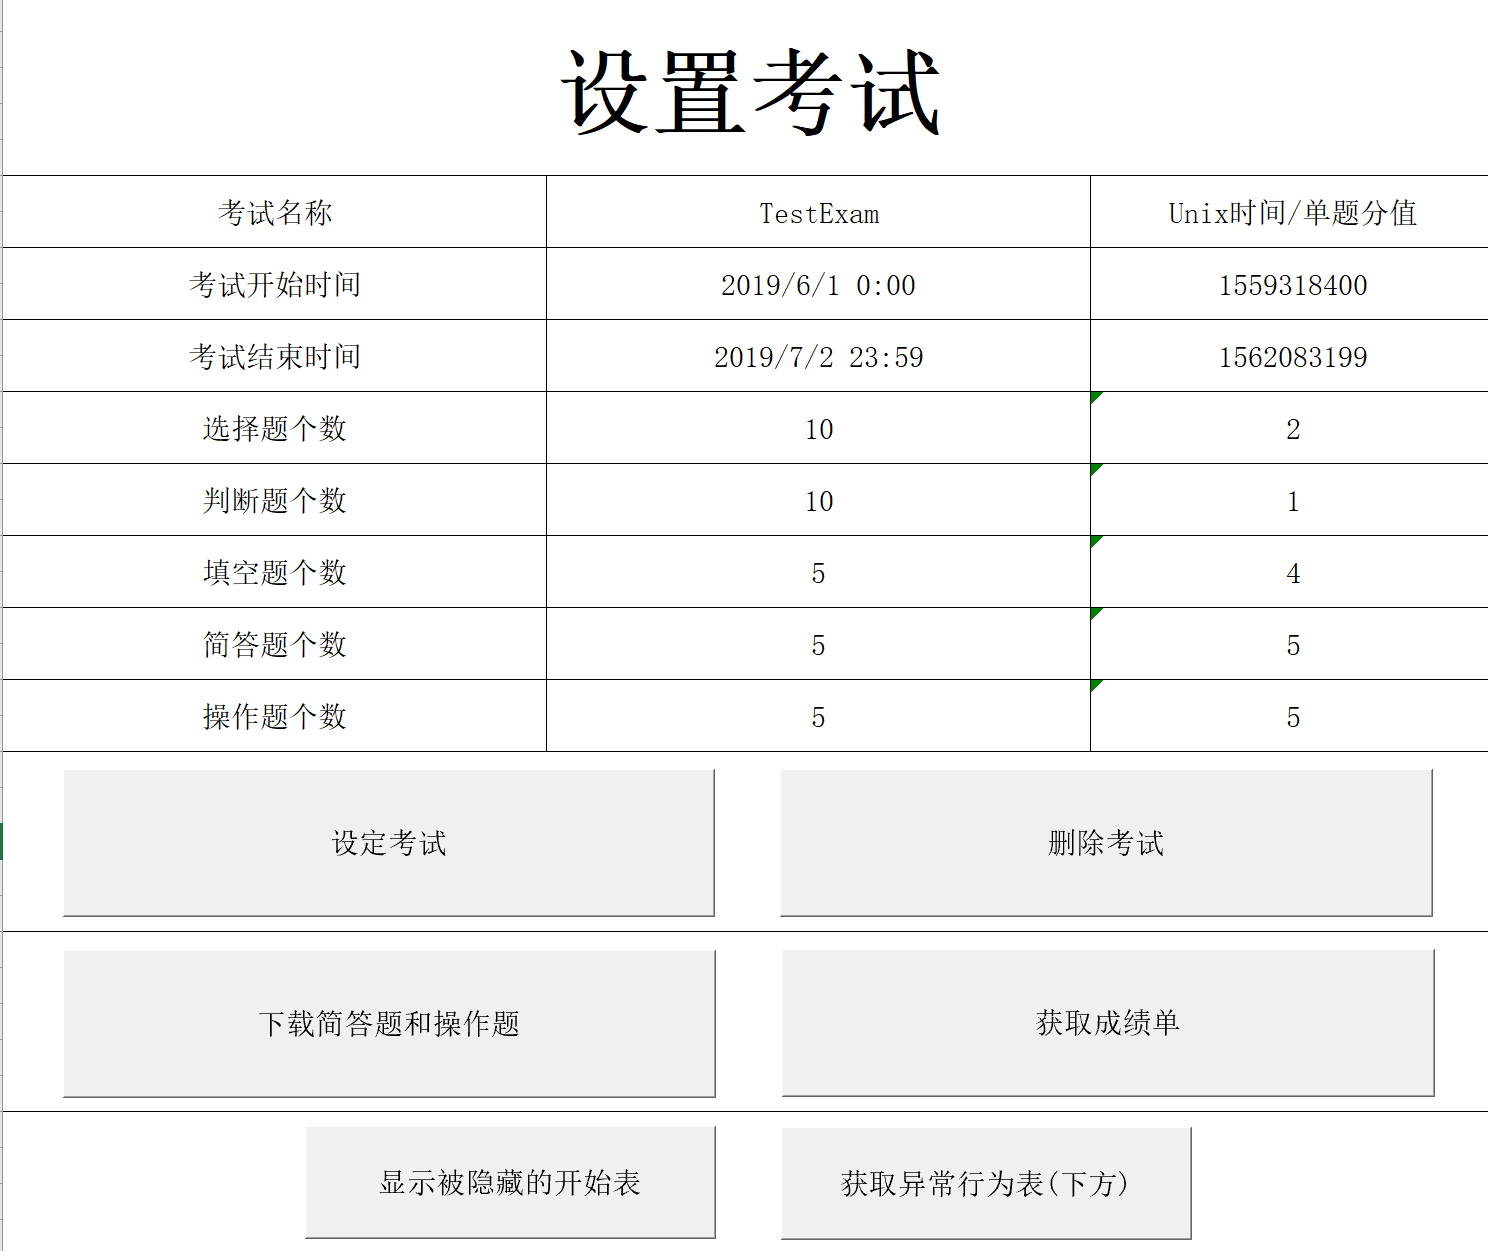 设置考试
考试名称 TestExam Unix时间/单题分值
考试开始时间 2019/6/1 0:00 1559318400
考试结束时间 2019/7/2 23:59 1562083199
选择题个数 10 2
判断题个数 10 1
填空题个数 5 4
简答题个数 5 5
操作题个数 5 5
设定考试 删除考试
下载简答题和操作题 获取成绩单
显示被隐藏的开始表 获取异常行为表(下方)